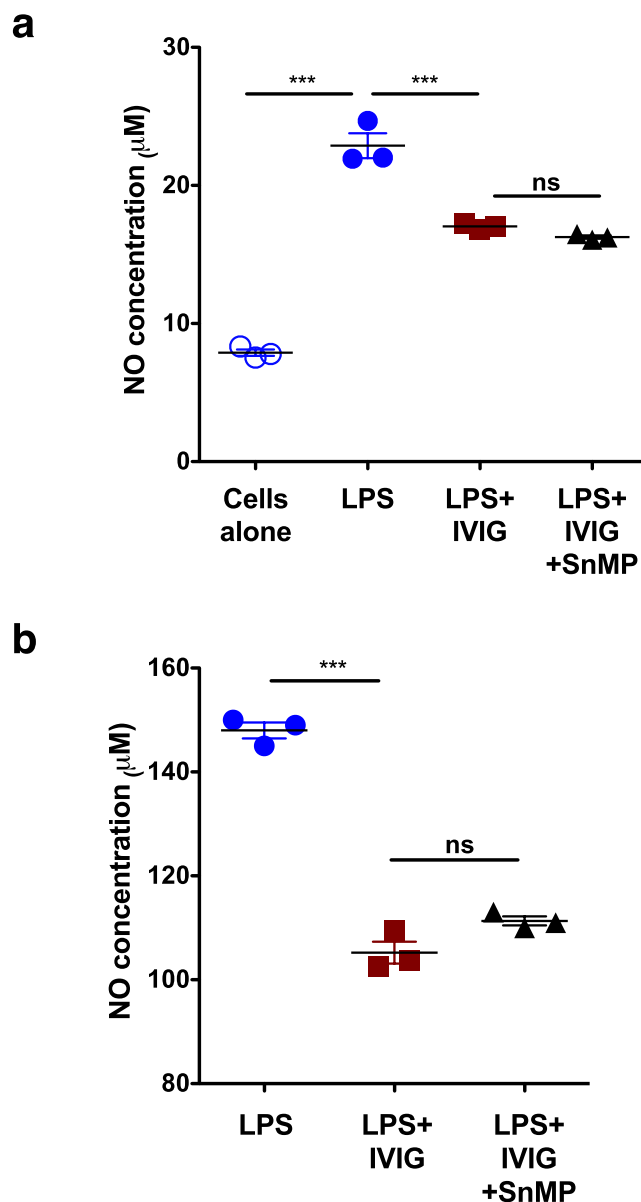 a
NO concentration (μM)
30
20
10
0
*** ***
ns
Cells alone
LPS
LPS+ IVIG
LPS+ IVIG +SnMP
b
NO concentration (μM)
160
140
120
100
80
***
ns
LPS
LPS+ IVIG
LPS+ IVIG +SnMP